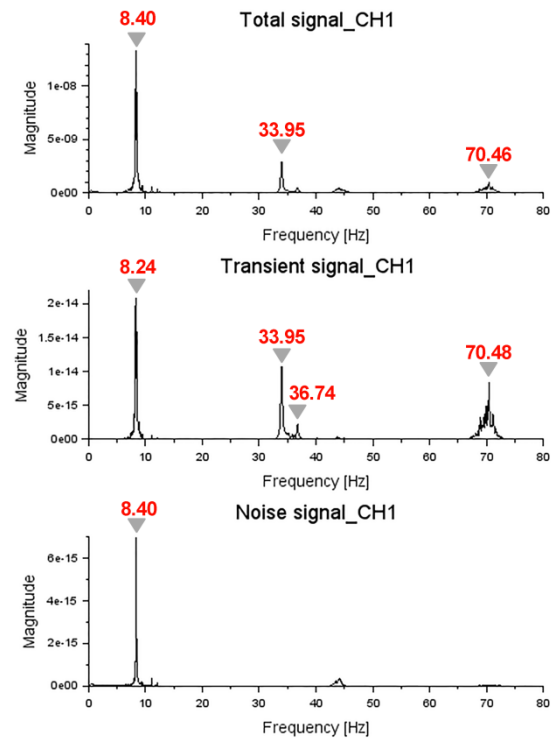 Total signal_CH1
8.40
33.95
70.46
Magnitude
1e-08
5e-09
0e00
0 10 20 30 40 50 60 70 80
Frequency [Hz]
Transient signal_CH1
8.24
33.95
36.74
70.48
Magnitude
2e-14
1.5e-14
1e-14
5e-15
0e00
0 10 20 30 40 50 60 70 80
Frequency [Hz]
Noise signal_CH1
8.40
Magnitude
6e-15
4e-15
2e-15
0e00
0 10 20 30 40 50 60 70 80
Frequency [Hz]